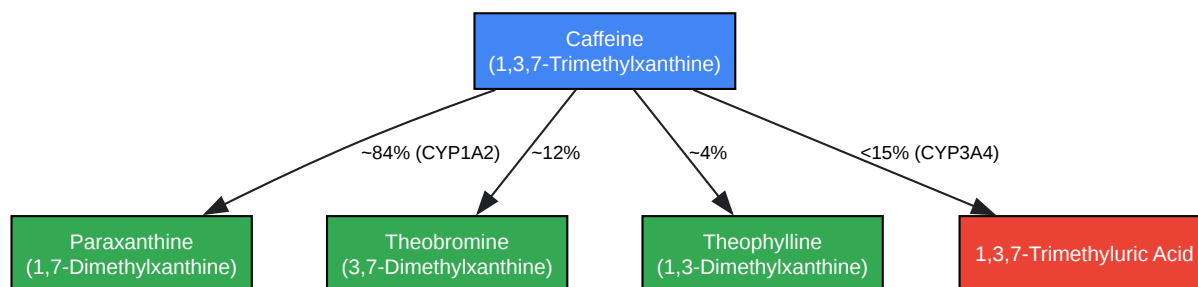 Caffeine
(1,3,7-Trimethylxanthine)
~84% (CYP1A2)
~12%
~4%
<15% (CYP3A4)
Paraxanthine
(1,7-Dimethylxanthine)
Theobromine
(3,7-Dimethylxanthine)
Theophylline
(1,3-Dimethylxanthine)
1,3,7-Trimethyluric Acid